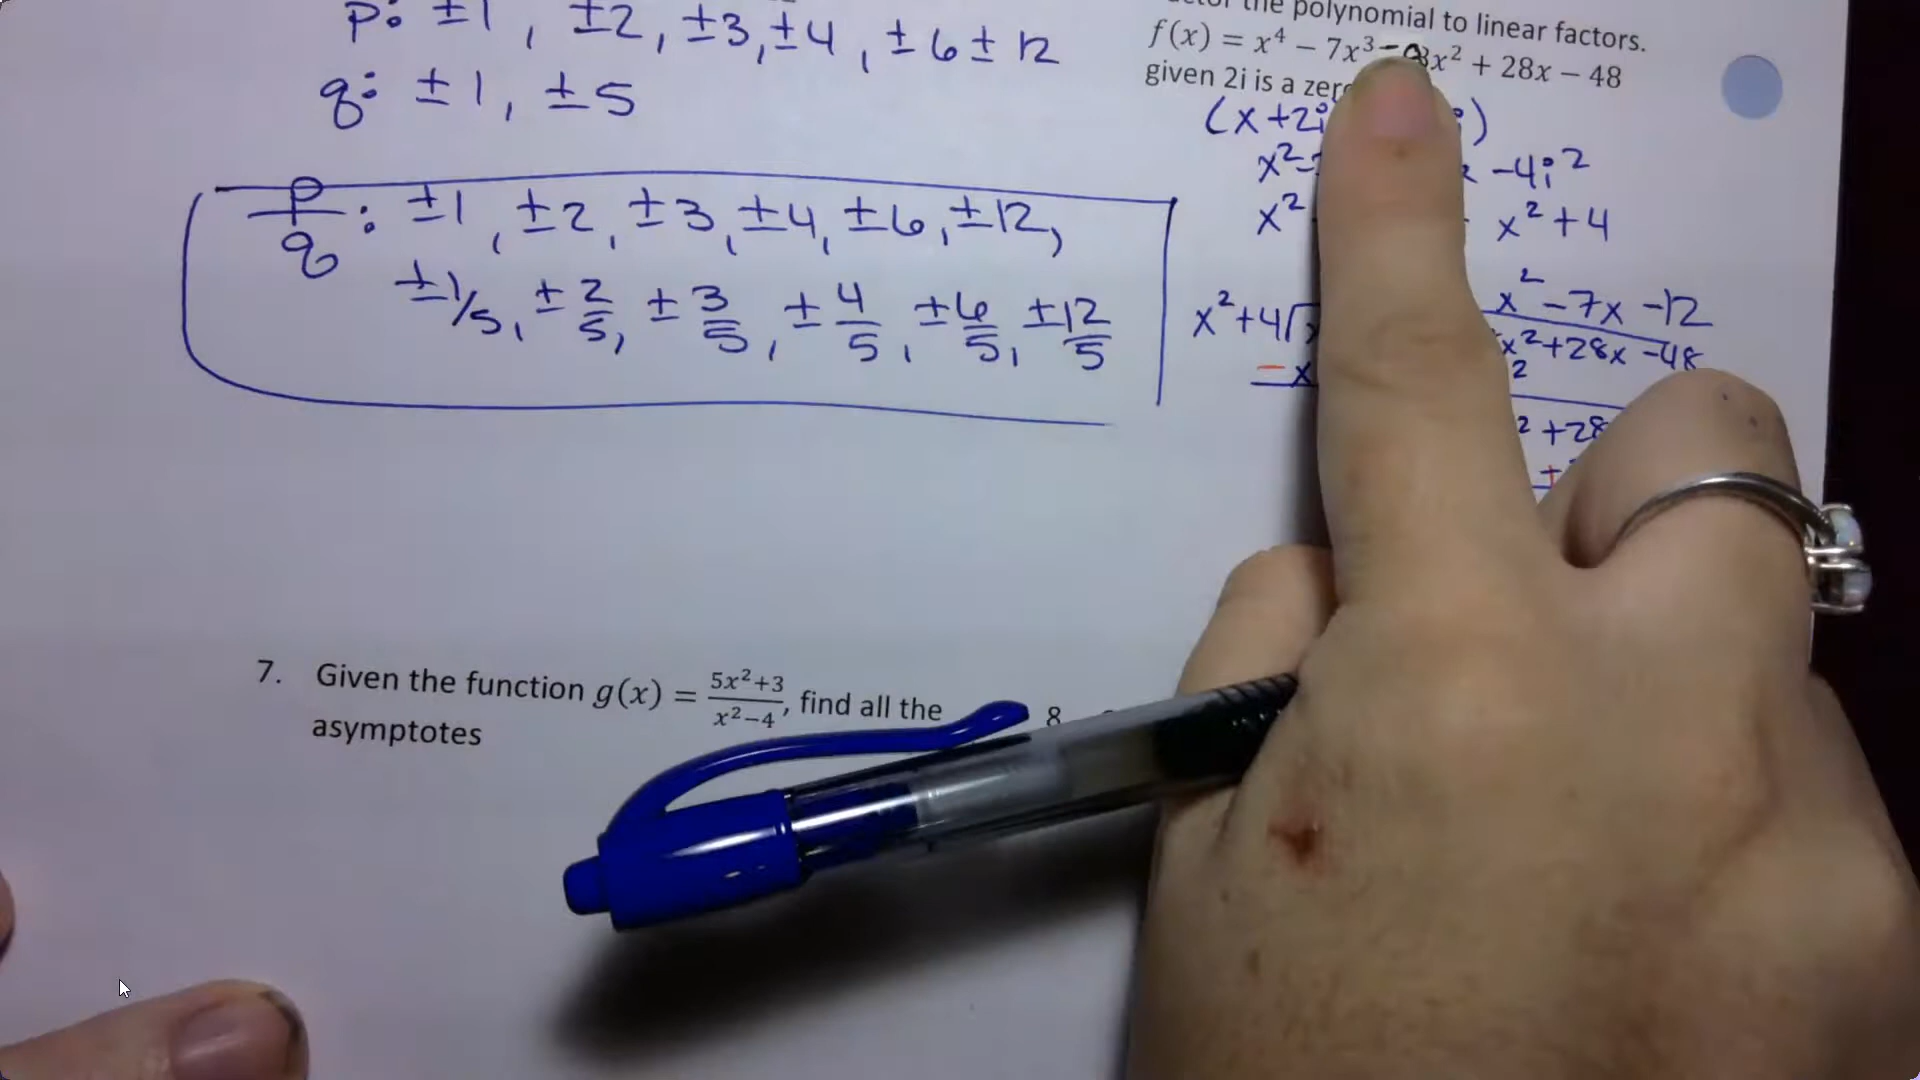 p: ±1, ±2, ±3, ±4, ±6 ±12
q: ±1, ±5
p/q: ±1, ±2, ±3, ±4, ±6, ±12,
±1/5, ±2/5, ±3/5, ±4/5, ±6/5, ±12/5
the polynomial to linear factors.
f(x) = x⁴ − 7x³ − x² + 28x − 48
given 2i is a
(x+2i )
x² −4i²
x² x²+4
x² −7x −12
x²+4 x²+28x −48
− x ²
² +28
7. Given the function g(x) = (5x²+3)/(x²−4), find all the
asymptotes
8